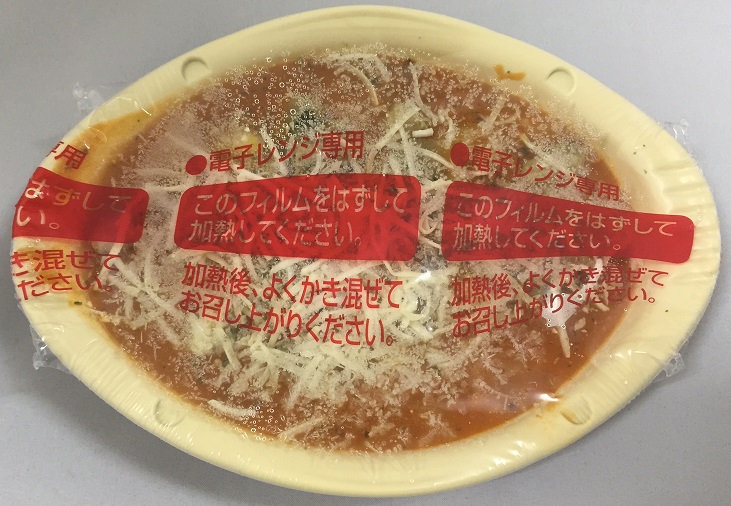 専用
はずして
い。
き混ぜて
ださい。
●電子レンジ専用
このフィルムをはずして
加熱してください。
加熱後、よくかき混ぜて
お召し上がりください。
●電子レンジ専用
このフィルムをはずして
加熱してください。
加熱後、よくかき混ぜて
お召し上がりください。